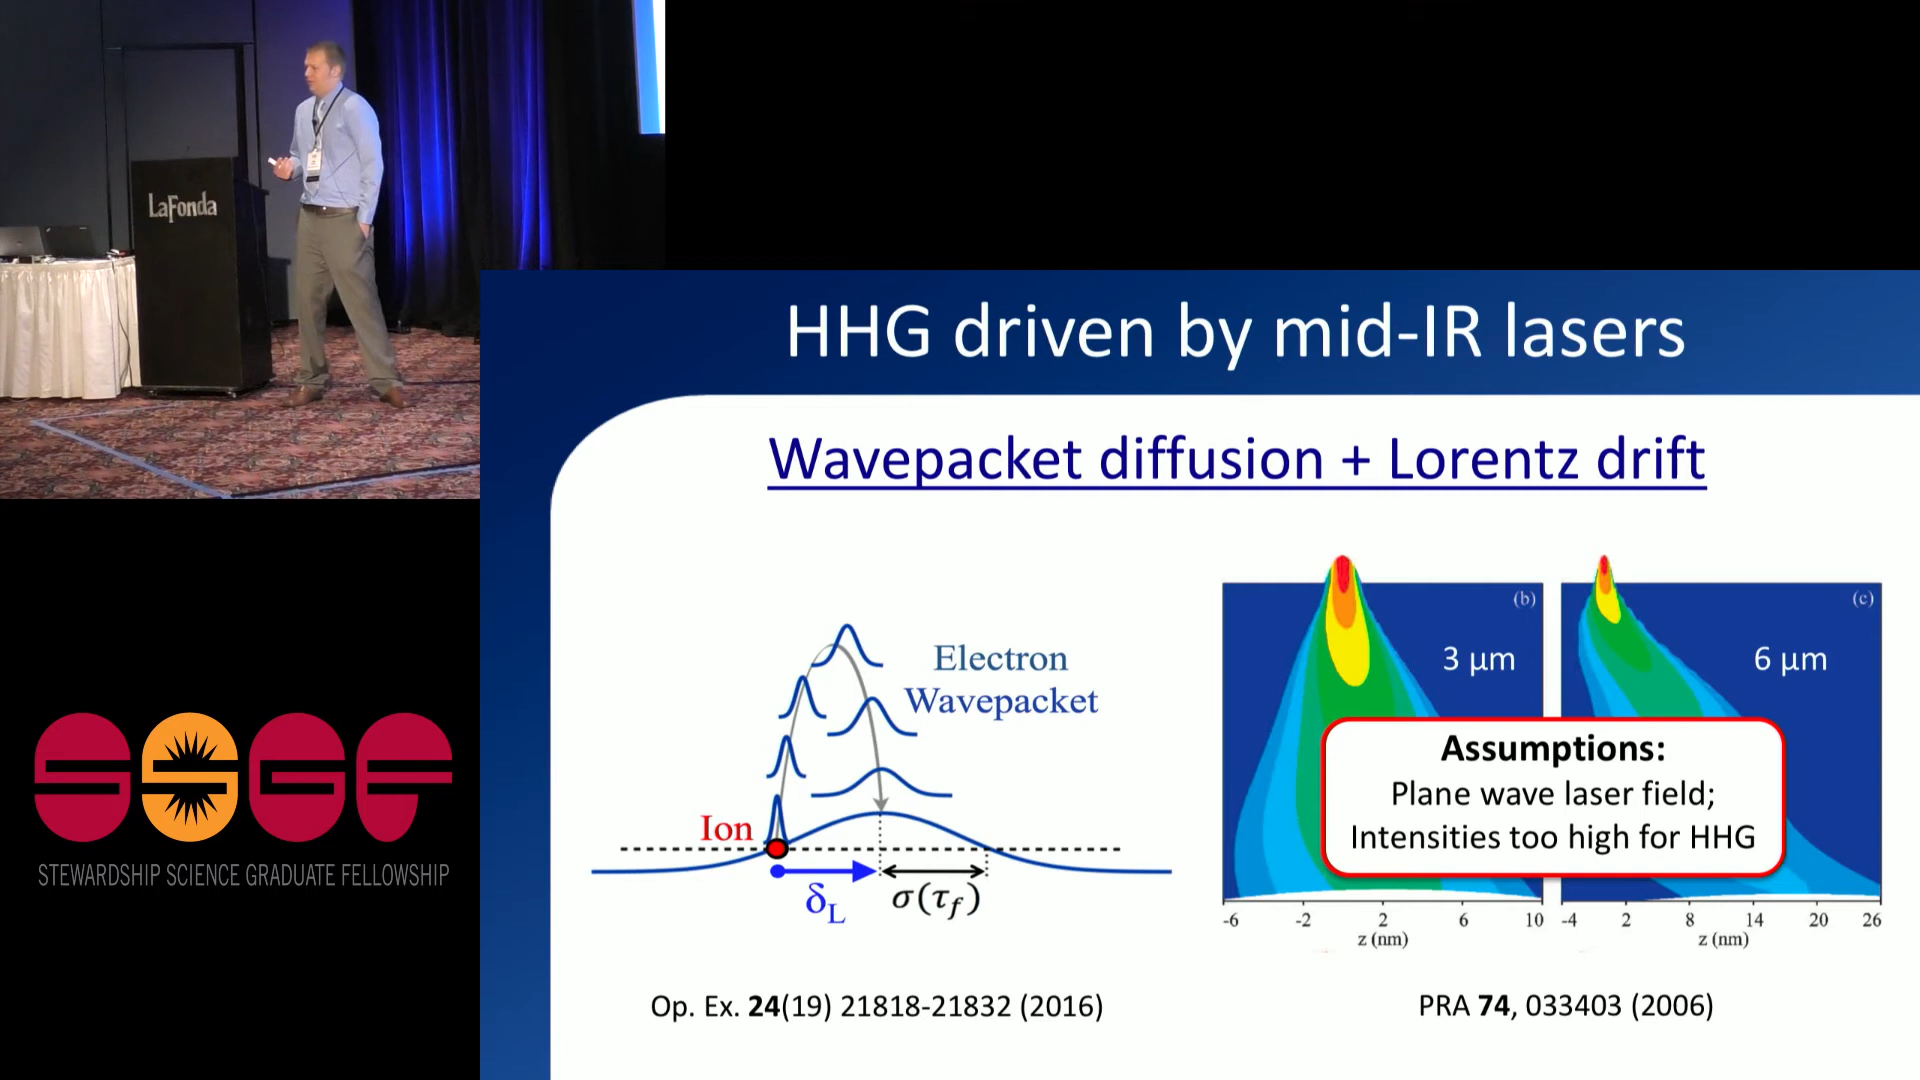 LaFonda
HHG driven by mid-IR lasers
Wavepacket diffusion + Lorentz drift
Electron
Wavepacket
Ion
δL
σ(τf)
(b)
3 μm
(c)
6 μm
Assumptions:
Plane wave laser field;
Intensities too high for HHG
-6 -2 2 6 10
z (nm)
-4 2 8 14 20 26
z (nm)
Op. Ex. 24(19) 21818-21832 (2016)
PRA 74, 033403 (2006)
SSGF
STEWARDSHIP SCIENCE GRADUATE FELLOWSHIP